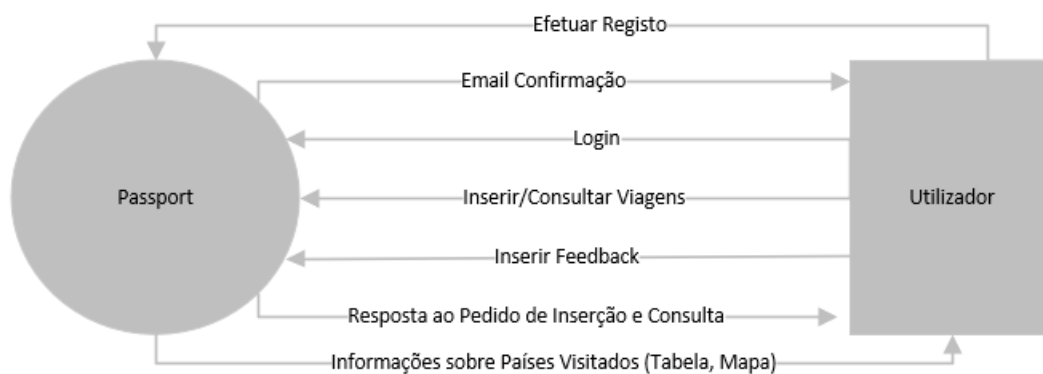 Efetuar Registo
Email Confirmação
Login
Passport
Inserir/Consultar Viagens
Utilizador
Inserir Feedback
Resposta ao Pedido de Inserção e Consulta
Informações sobre Países Visitados (Tabela, Mapa)